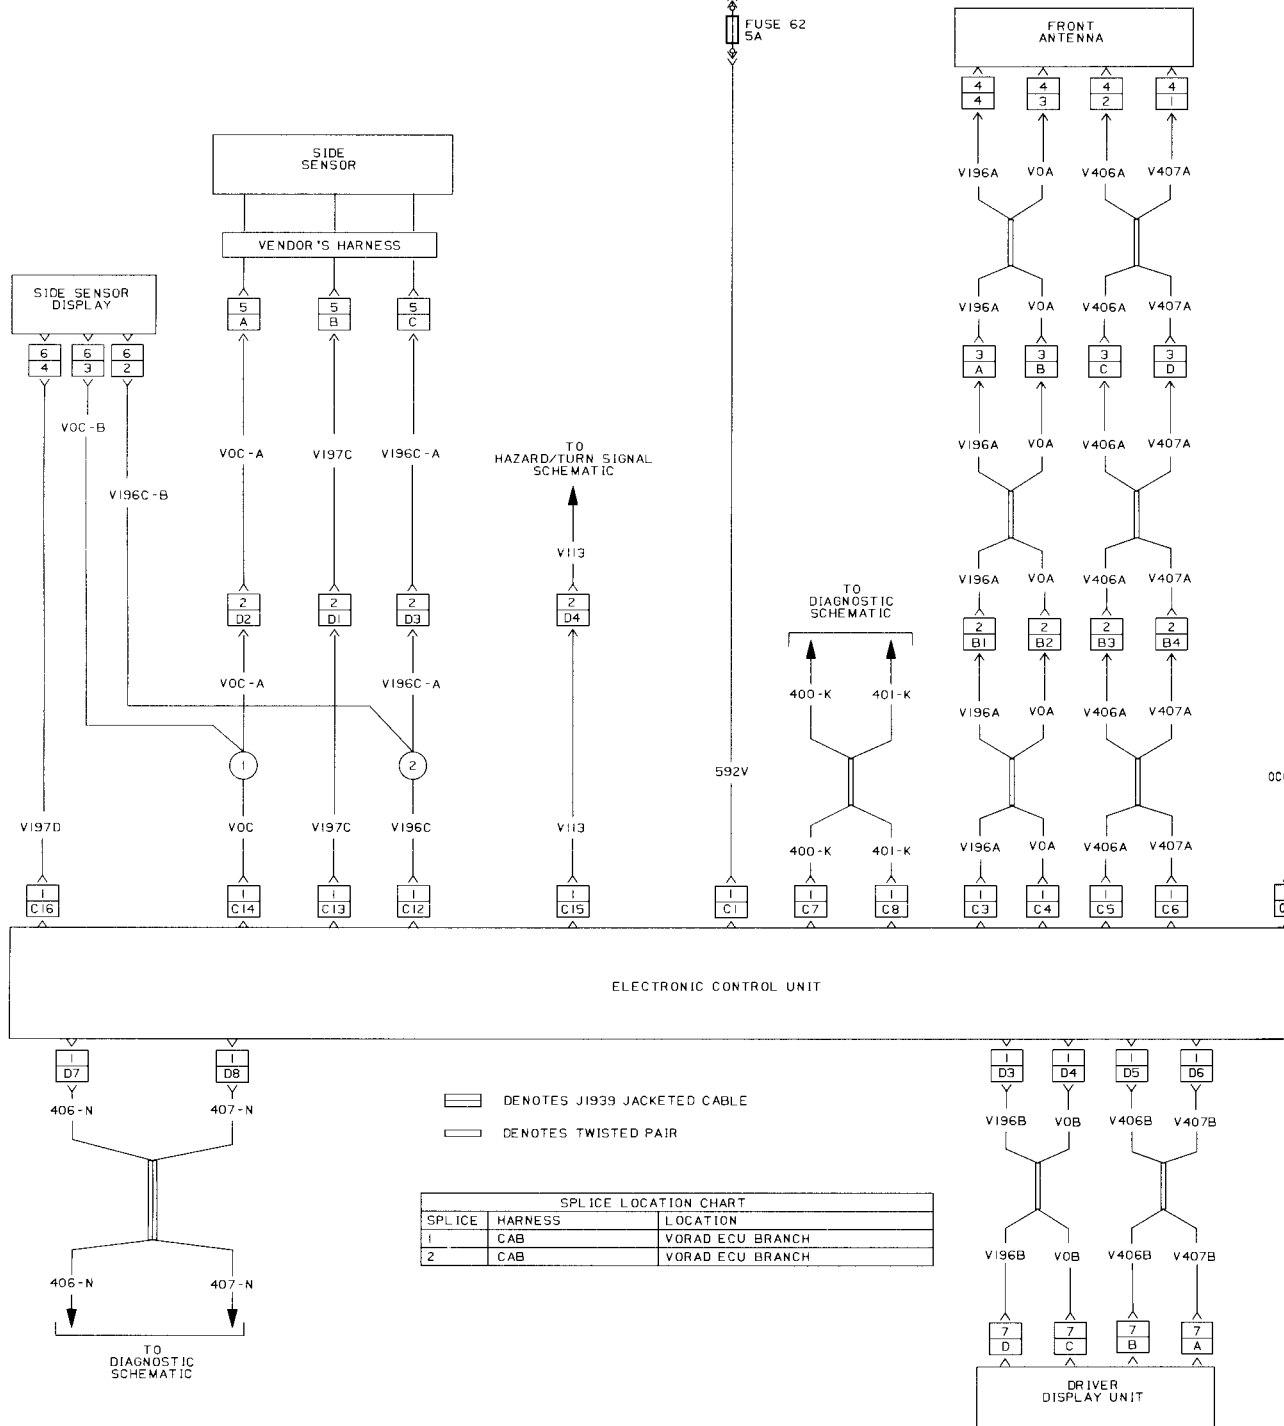 FUSE 62
5A
FRONT
ANTENNA
4 4 4 4
4 3 2 1
SIDE
SENSOR
V196A V0A V406A V407A
VENDOR'S HARNESS
SIDE SENSOR
DISPLAY
5 5 5
A B C
V196A V0A V406A V407A
6 6 6
4 3 2
3 3 3 3
A B C D
V0C-B
V0C-A V197C V196C-A
TO
HAZARD/TURN SIGNAL
SCHEMATIC
V196A V0A V406A V407A
V196C-B
V113
V196A V0A V406A V407A
2 2 2 2
D2 D1 D3 D4
TO
DIAGNOSTIC
SCHEMATIC
2 2 2 2
B1 B2 B3 B4
V0C-A V196C-A
400-K 401-K
V196A V0A V406A V407A
1 2
592V
V197D V0C V197C V196C V113
400-K 401-K
V196A V0A V406A V407A
1 1 1 1 1 1 1 1 1 1 1 1
C16 C14 C13 C12 C15 C1 C7 C8 C3 C4 C5 C6
ELECTRONIC CONTROL UNIT
1 1 1 1 1 1
D7 D8 D3 D4 D5 D6
406-N 407-N
DENOTES J1939 JACKETED CABLE
V196B V0B V406B V407B
DENOTES TWISTED PAIR
SPLICE LOCATION CHART
SPLICE HARNESS LOCATION
1 CAB VORAD ECU BRANCH
2 CAB VORAD ECU BRANCH
V196B V0B V406B V407B
406-N 407-N
7 7 7 7
D C B A
TO
DIAGNOSTIC
SCHEMATIC
DRIVER
DISPLAY UNIT